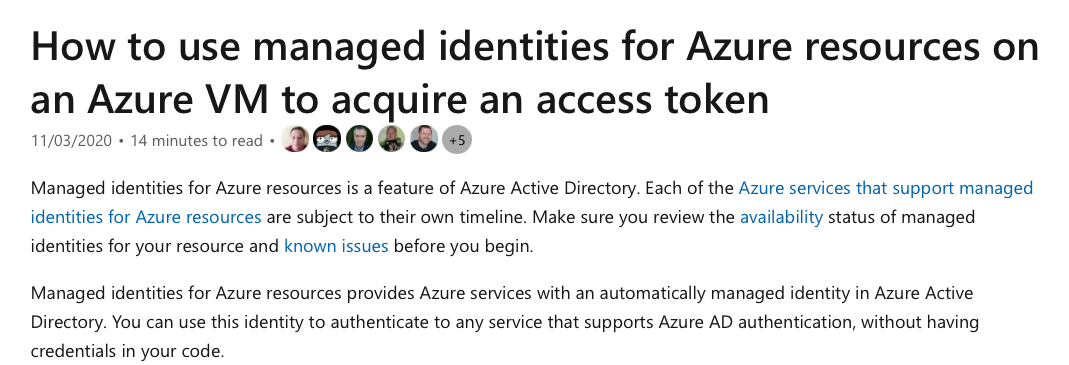 How to use managed identities for Azure resources on
an Azure VM to acquire an access token
11/03/2020 • 14 minutes to read • +5
Managed identities for Azure resources is a feature of Azure Active Directory. Each of the Azure services that support managed
identities for Azure resources are subject to their own timeline. Make sure you review the availability status of managed
identities for your resource and known issues before you begin.
Managed identities for Azure resources provides Azure services with an automatically managed identity in Azure Active
Directory. You can use this identity to authenticate to any service that supports Azure AD authentication, without having
credentials in your code.